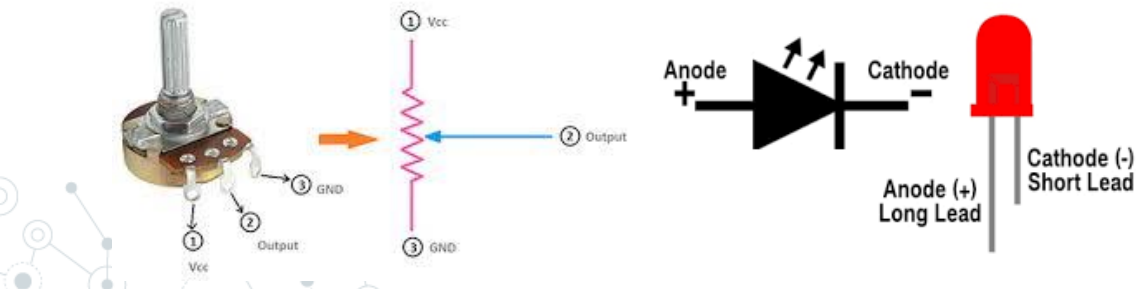 ① Vcc
② Output
③ GND
① Vcc
② Output
③ GND
Anode
+
Cathode
−
Anode (+)
Long Lead
Cathode (-)
Short Lead